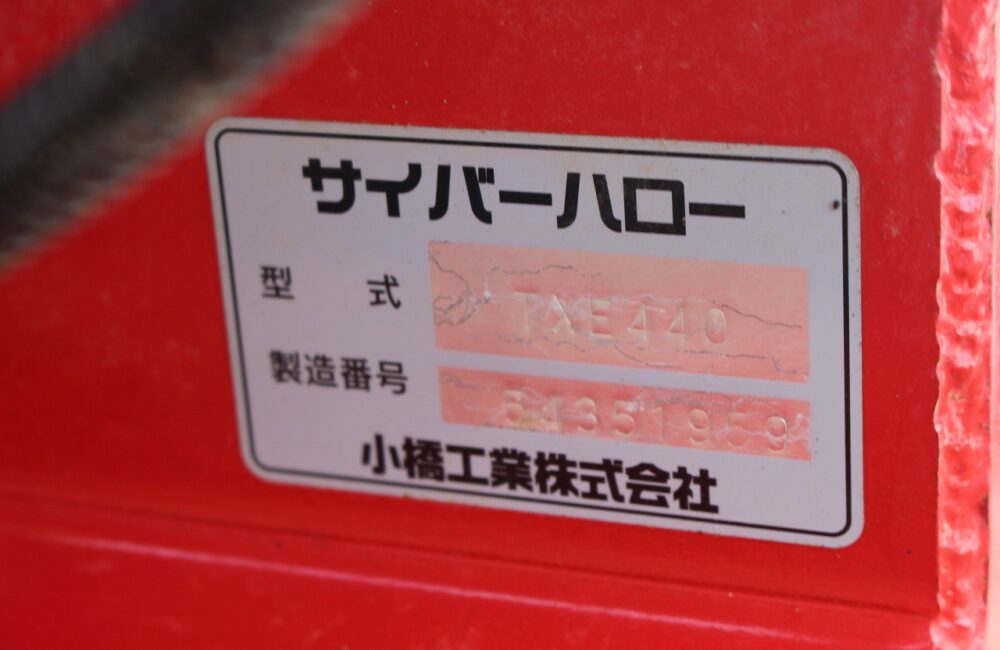 サイバーハロー
型 式 TXE440
製造番号
小橋工業株式会社